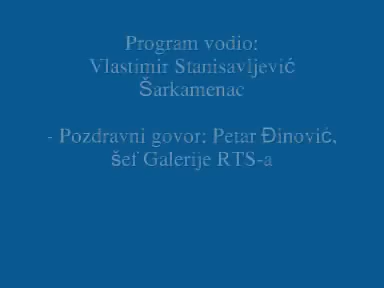 Program vodio:
Vlastimir Stanisavljević
Šarkamenac
- Pozdravni govor: Petar Đinović,
šef Galerije RTS-a